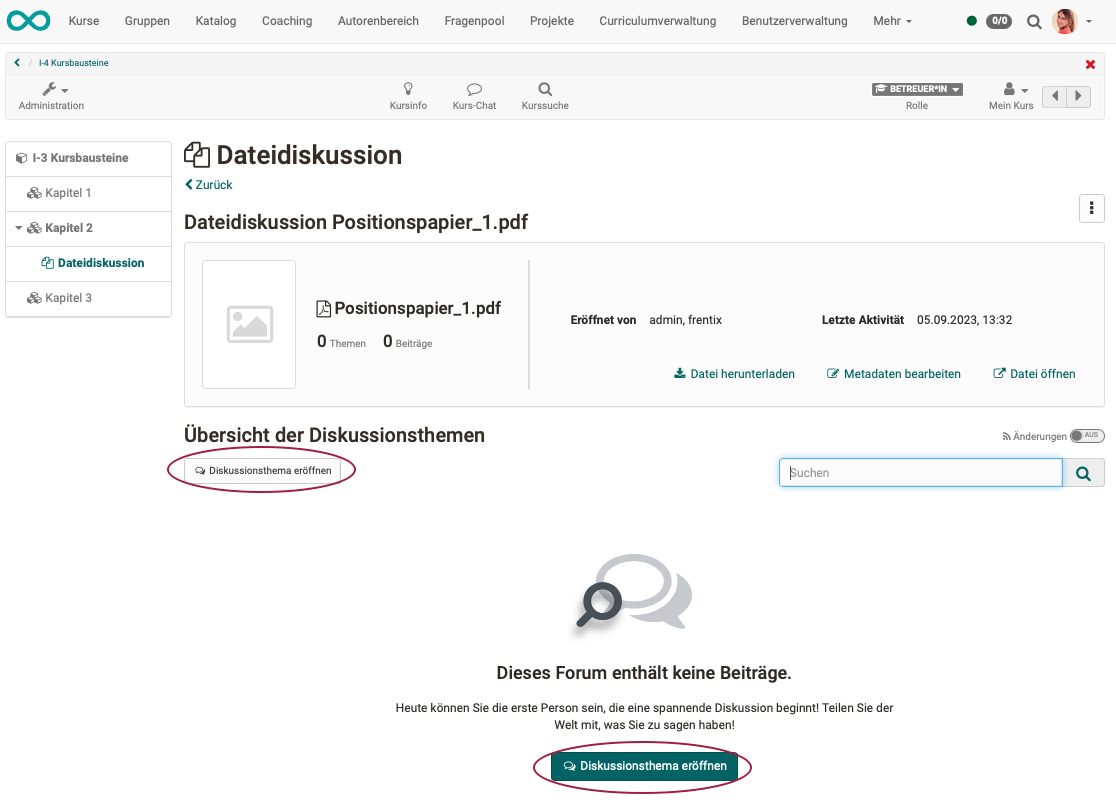 Kurse Gruppen Katalog Coaching Autorenbereich Fragenpool Projekte Curriculumverwaltung Benutzerverwaltung Mehr 0/0
/ I-4 Kursbausteine
Administration Kursinfo Kurs-Chat Kurssuche BETREUER*IN Rolle Mein Kurs
I-3 Kursbausteine
Kapitel 1
Kapitel 2
Dateidiskussion
Kapitel 3
Dateidiskussion
Zurück
Dateidiskussion Positionspapier_1.pdf
Positionspapier_1.pdf
0 Themen 0 Beiträge
Eröffnet von admin, frentix Letzte Aktivität 05.09.2023, 13:32
Datei herunterladen Metadaten bearbeiten Datei öffnen
Übersicht der Diskussionsthemen
Änderungen AUS
Diskussionsthema eröffnen
Suchen
Dieses Forum enthält keine Beiträge.
Heute können Sie die erste Person sein, die eine spannende Diskussion beginnt! Teilen Sie der
Welt mit, was Sie zu sagen haben!
Diskussionsthema eröffnen